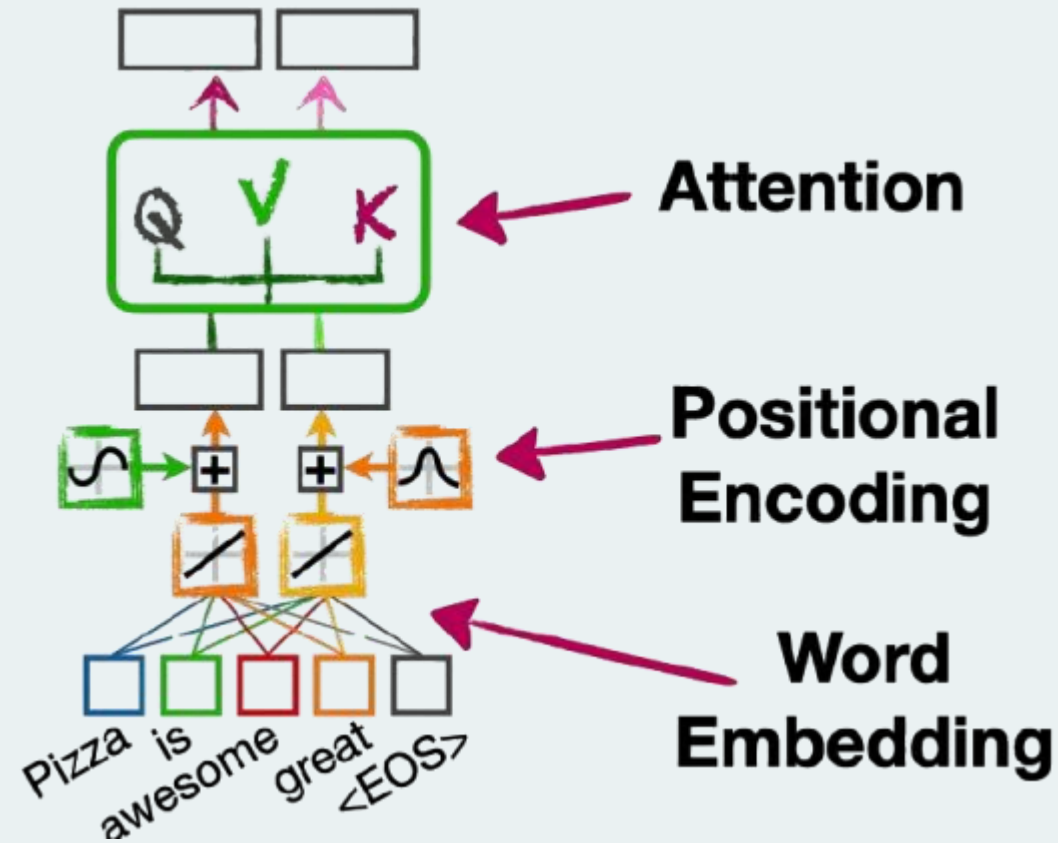 Q V K
Attention
Positional
Encoding
Word
Embedding
Pizza is awesome great <EOS>